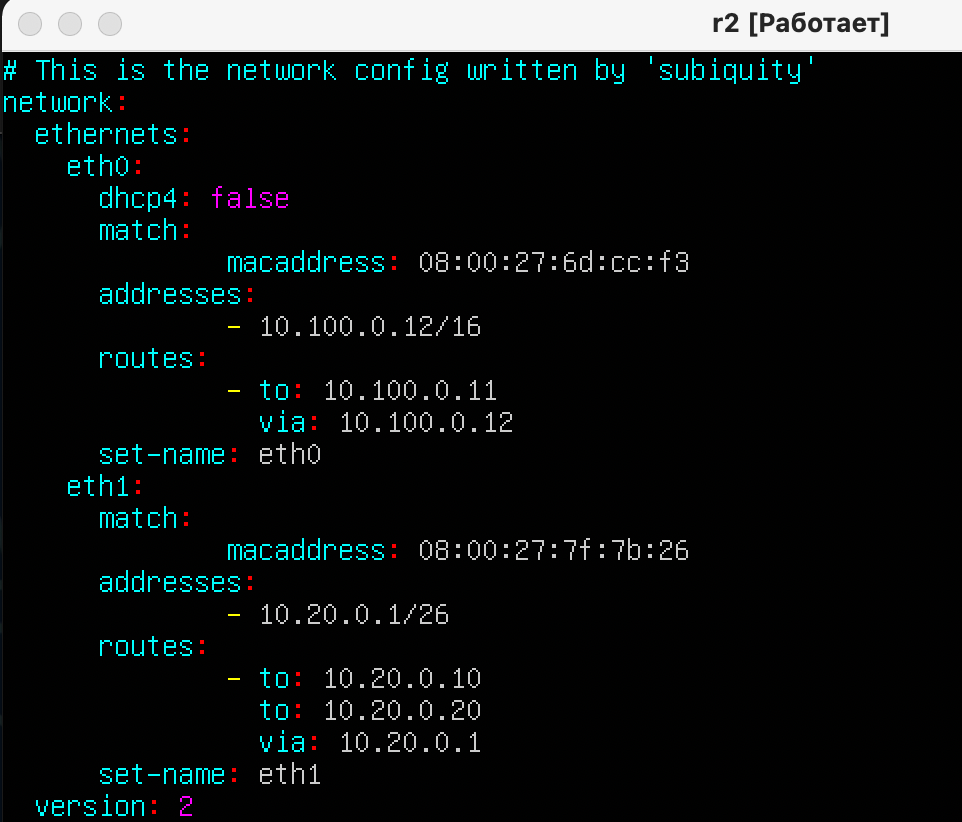 r2 [Работает]
# This is the network config written by 'subiquity'
network:
  ethernets:
    eth0:
      dhcp4: false
      match:
              macaddress: 08:00:27:6d:cc:f3
      addresses:
              - 10.100.0.12/16
      routes:
              - to: 10.100.0.11
                via: 10.100.0.12
      set-name: eth0
    eth1:
      match:
              macaddress: 08:00:27:7f:7b:26
      addresses:
              - 10.20.0.1/26
      routes:
              - to: 10.20.0.10
                to: 10.20.0.20
                via: 10.20.0.1
      set-name: eth1
  version: 2